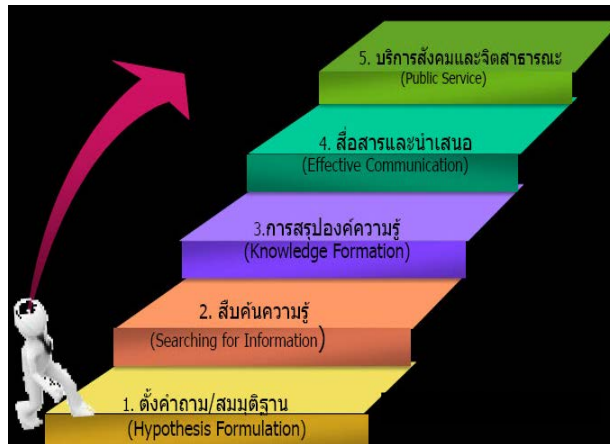 5. บริการสังคมและจิตสาธารณะ
(Public Service)
4. สื่อสารและนำเสนอ
(Effective Communication)
3.การสรุปองค์ความรู้
(Knowledge Formation)
2. สืบค้นความรู้
(Searching for Information)
1. ตั้งคำถาม/สมมุติฐาน
(Hypothesis Formulation)